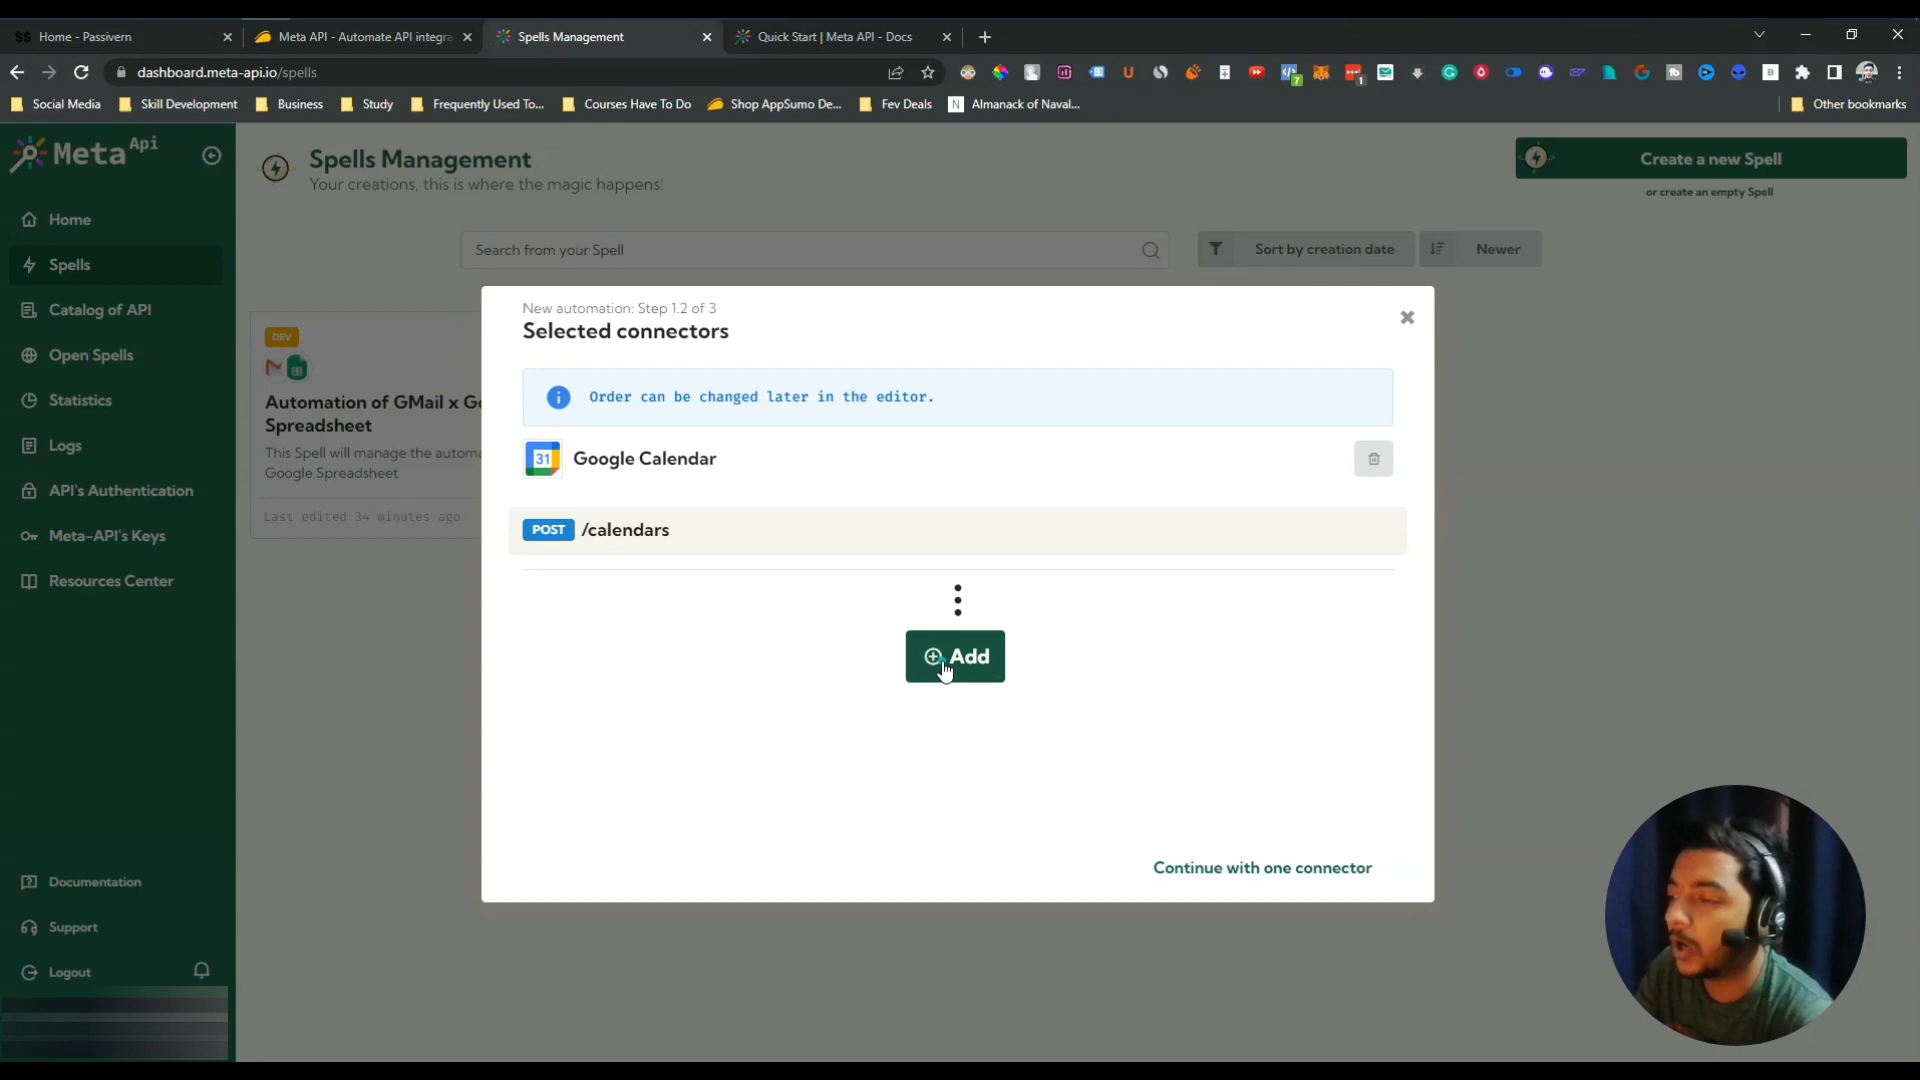 Home - Passivern
Meta API - Automate API integra
Spells Management
Quick Start | Meta API - Docs
dashboard.meta-api.io/spells
Social Media
Skill Development
Business
Study
Frequently Used To...
Courses Have To Do
Shop AppSumo De...
Fev Deals
Almanack of Naval...
Other bookmarks
Meta Api
Home
Spells
Catalog of API
Open Spells
Statistics
Logs
API's Authentication
Meta-API's Keys
Resources Center
Documentation
Support
Logout
Spells Management
Your creations, this is where the magic happens!
Create a new Spell
or create an empty Spell
Search from your Spell
Sort by creation date
Newer
DEV
Automation of GMail x Go
Spreadsheet
This Spell will manage the automa
Google Spreadsheet
Last edited 34 minutes ago
New automation: Step 1.2 of 3
Selected connectors
Order can be changed later in the editor.
31
Google Calendar
POST /calendars
Add
Continue with one connector